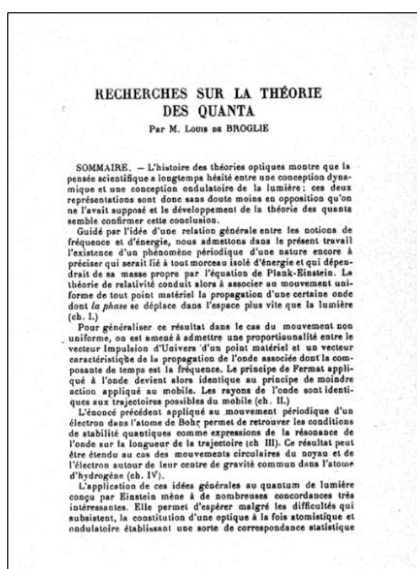 RECHERCHES SUR LA THÉORIE
DES QUANTA
Par M. Louis de BROGLIE
SOMMAIRE. — L'histoire des théories optiques montre que la
pensée scientifique a longtemps hésité entre une conception dyna-
mique et une conception ondulatoire de la lumière ; ces deux
représentations sont donc sans doute moins en opposition qu'on
ne l'avait supposé et le développement de la théorie des quanta
semble confirmer cette conclusion.
Guidé par l'idée d'une relation générale entre les notions de
fréquence et d'énergie, nous admettons dans le présent travail
l'existence d'un phénomène périodique d'une nature encore à
préciser qui serait lié à tout morceau isolé d'énergie et qui dépen-
drait de sa masse propre par l'équation de Plank-Einstein. La
théorie de relativité conduit alors à associer au mouvement uni-
forme de tout point matériel la propagation d'une certaine onde
dont la phase se déplace dans l'espace plus vite que la lumière
(ch. I.)
Pour généraliser ce résultat dans le cas du mouvement non
uniforme, on est amené à admettre une proportionalité entre le
vecteur Impulsion d'Univers d'un point matériel et un vecteur
caractéristique de la propagation de l'onde associée dont la com-
posante de temps est la fréquence. Le principe de Fermat appli-
qué à l'onde devient alors identique au principe de moindre
action appliqué au mobile. Les rayons de l'onde sont identi-
ques aux trajectoires possibles du mobile (ch. II.)
L'énoncé précédent appliqué au mouvement périodique d'un
électron dans l'atome de Bohr permet de retrouver les conditions
de stabilité quantiques comme expressions de la résonance de
l'onde sur la longueur de la trajectoire (ch III). Ce résultat peut
être étendu au cas des mouvements circulaires du noyau et de
l'électron autour de leur centre de gravité commun dans l'atome
d'hydrogène (ch. IV).
L'application de ces idées générales au quantum de lumière
conçu par Einstein mène à de nombreuses concordances très
intéressantes. Elle permet d'espérer malgré les difficultés qui
subsistent, la constitution d'une optique à la fois atomistique et
ondulatoire établissant une sorte de correspondance statistique